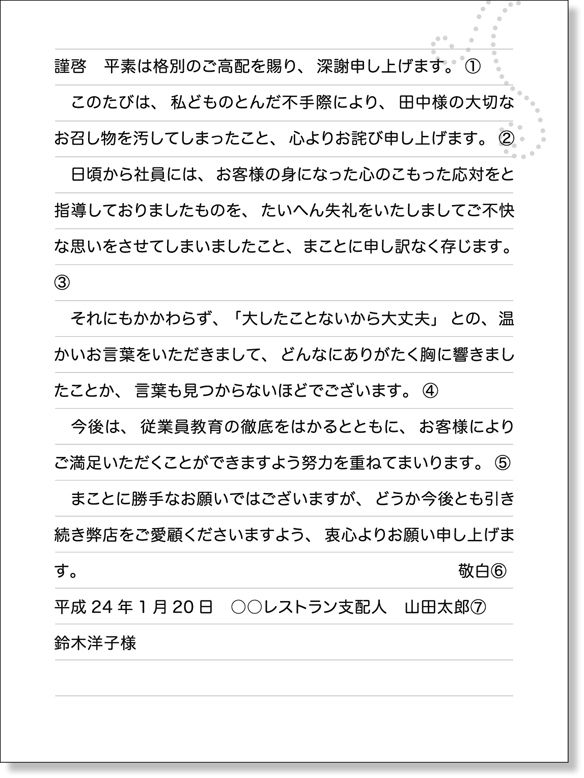 謹啓　平素は格別のご高配を賜り、深謝申し上げます。①
　このたびは、私どものとんだ不手際により、田中様の大切な
お召し物を汚してしまったこと、心よりお詫び申し上げます。②
　日頃から社員には、お客様の身になった心のこもった応対をと
指導しておりましたものを、たいへん失礼をいたしましてご不快
な思いをさせてしまいましたこと、まことに申し訳なく存じます。
③
　それにもかかわらず、「大したことないから大丈夫」との、温
かいお言葉をいただきまして、どんなにありがたく胸に響きまし
たことか、言葉も見つからないほどでございます。④
　今後は、従業員教育の徹底をはかるとともに、お客様により
ご満足いただくことができますよう努力を重ねてまいります。⑤
　まことに勝手なお願いではございますが、どうか今後とも引き
続き弊店をご愛顧くださいますよう、衷心よりお願い申し上げま
す。　敬白⑥
平成24年1月20日　○○レストラン支配人　山田太郎⑦
鈴木洋子様